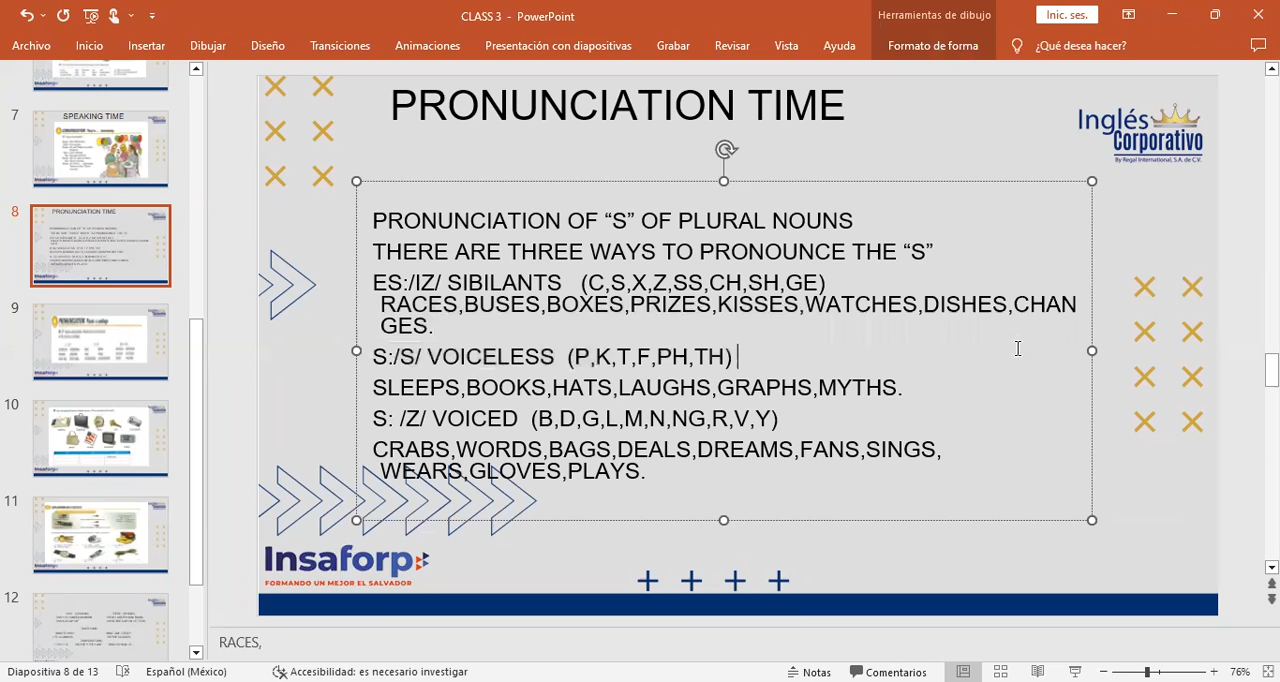 CLASS 3 - PowerPoint
Herramientas de dibujo
Inic. ses.
Archivo Inicio Insertar Dibujar Diseño Transiciones Animaciones Presentación con diapositivas Grabar Revisar Vista Ayuda Formato de forma ¿Qué desea hacer?
7
SPEAKING TIME
8
PRONUNCIATION TIME
9
10
11
12
PRONUNCIATION TIME
Inglés
Corporativo
By Regal International, S.A. de C.V.
PRONUNCIATION OF “S” OF PLURAL NOUNS
THERE ARE THREE WAYS TO PRONOUNCE THE “S”
ES:/IZ/ SIBILANTS (C,S,X,Z,SS,CH,SH,GE)
RACES,BUSES,BOXES,PRIZES,KISSES,WATCHES,DISHES,CHAN
GES.
S:/S/ VOICELESS (P,K,T,F,PH,TH)
SLEEPS,BOOKS,HATS,LAUGHS,GRAPHS,MYTHS.
S: /Z/ VOICED (B,D,G,L,M,N,NG,R,V,Y)
CRABS,WORDS,BAGS,DEALS,DREAMS,FANS,SINGS,
WEARS,GLOVES,PLAYS.
Insaforp
FORMANDO UN MEJOR EL SALVADOR
RACES,
Diapositiva 8 de 13 Español (México) Accesibilidad: es necesario investigar Notas Comentarios 76%